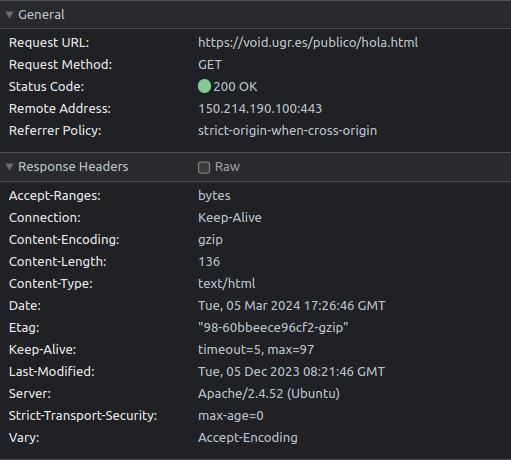 General
Request URL: https://void.ugr.es/publico/hola.html
Request Method: GET
Status Code: 200 OK
Remote Address: 150.214.190.100:443
Referrer Policy: strict-origin-when-cross-origin
Response Headers Raw
Accept-Ranges: bytes
Connection: Keep-Alive
Content-Encoding: gzip
Content-Length: 136
Content-Type: text/html
Date: Tue, 05 Mar 2024 17:26:46 GMT
Etag: "98-60bbeece96cf2-gzip"
Keep-Alive: timeout=5, max=97
Last-Modified: Tue, 05 Dec 2023 08:21:46 GMT
Server: Apache/2.4.52 (Ubuntu)
Strict-Transport-Security: max-age=0
Vary: Accept-Encoding